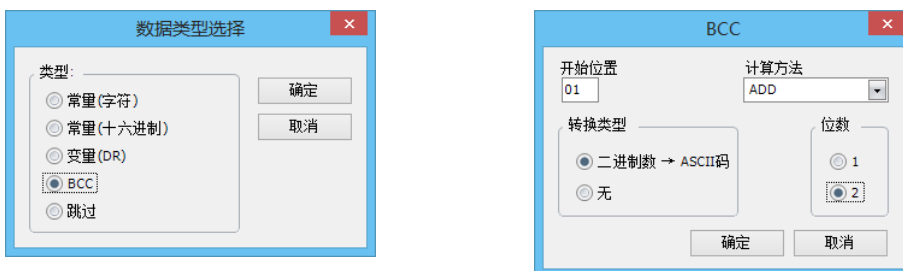 数据类型选择
类型:
常量(字符)
常量(十六进制)
变量(DR)
BCC
跳过
确定
取消
BCC
开始位置
01
计算方法
ADD
转换类型
二进制数 → ASCII码
无
位数
1
2
确定
取消